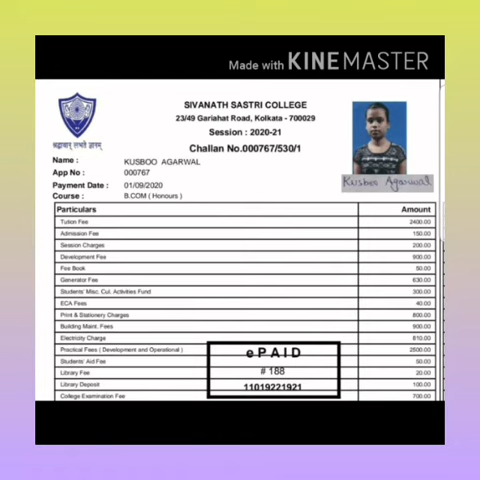 Made with KINEMASTER
SIVANATH SASTRI COLLEGE
23/49 Gariahat Road, Kolkata - 700029
Session : 2020-21
Challan No.000767/530/1
श्रद्धावान् लभते ज्ञानम्
Kusboo Agarwal
Name : KUSBOO AGARWAL
App No : 000767
Payment Date : 01/09/2020
Course : B.COM ( Honours )
Particulars Amount
Tution Fee 2400.00
Admission Fee 150.00
Session Charges 200.00
Development Fee 900.00
Fee Book 50.00
Generator Fee 630.00
Students' Misc. Cul. Activities Fund 300.00
ECA Fees 40.00
Print & Stationery Charges 800.00
Building Maint. Fees 900.00
Electricity Charge 810.00
Practical Fees ( Development and Operational ) 2500.00
Students' Aid Fee 50.00
Library Fee 20.00
Library Deposit 100.00
College Examination Fee 700.00
ePAID
# 188
11019221921